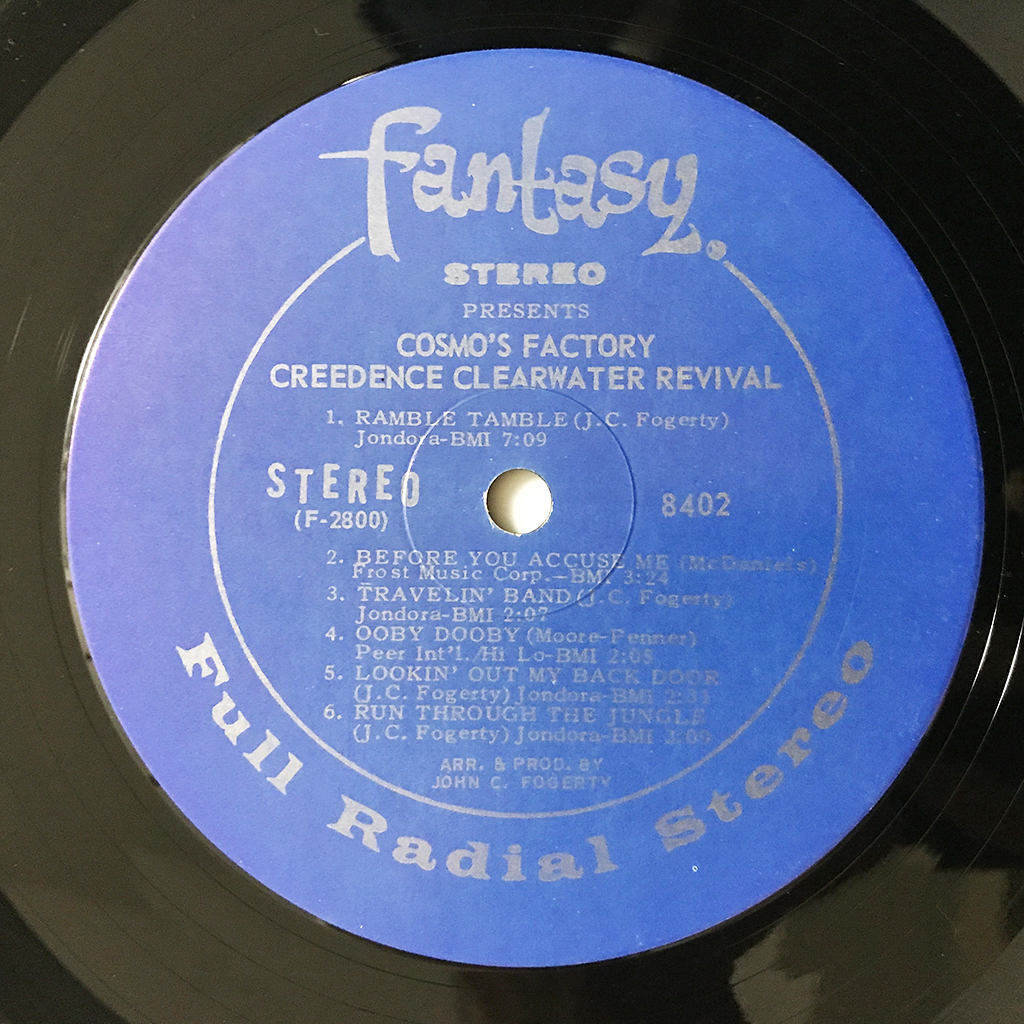 fantasy
STEREO
PRESENTS
COSMO'S FACTORY
CREEDENCE CLEARWATER REVIVAL
1. RAMBLE TAMBLE (J.C. Fogerty)
Jondora-BMI 7:09
STEREO
(F-2800)
8402
2. BEFORE YOU ACCUSE ME (McDaniels)
Frost Music Corp.—BMI 3:24
3. TRAVELIN' BAND (J.C. Fogerty)
Jondora-BMI 2:07
4. OOBY DOOBY (Moore-Penner)
Peer Int'l./Hi Lo-BMI 2:05
5. LOOKIN' OUT MY BACK DOOR
(J.C. Fogerty) Jondora-BMI 2:31
6. RUN THROUGH THE JUNGLE
(J.C. Fogerty) Jondora-BMI 3:09
ARR. & PROD. BY
JOHN C. FOGERTY
Full Radial Stereo